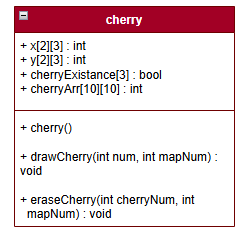 cherry
+ x[2][3] : int
+ y[2][3] : int
+ cherryExistance[3] : bool
+ cherryArr[10][10] : int
+ cherry()
+ drawCherry(int num, int mapNum) :
void
+ eraseCherry(int cherryNum, int
mapNum) : void